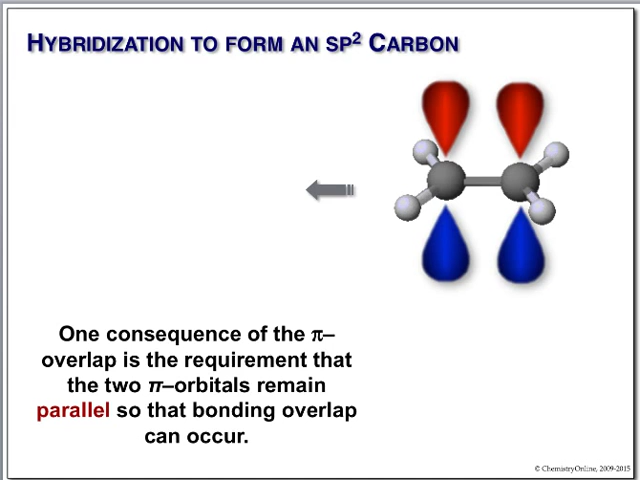 HYBRIDIZATION TO FORM AN SP² CARBON
One consequence of the π–
overlap is the requirement that
the two π–orbitals remain
parallel so that bonding overlap
can occur.
© ChemistryOnline, 2009-2015